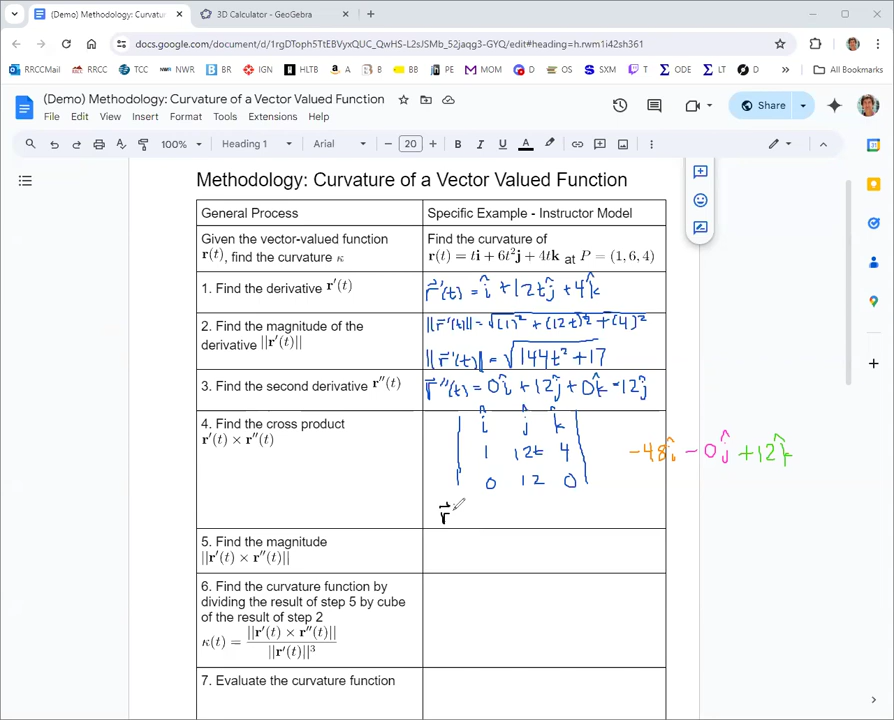 (Demo) Methodology: Curvatu
3D Calculator - GeoGebra
docs.google.com/document/d/1rgDToph5TtEBVyxQUC_QwHS-L2sJSMb_52jaqg3-GYQ/edit#heading=h.rwm1i42sh361
RRCCMail RRCC TCC NWR BR IGN HLTB A B BB PE MOM D OS SXM T ODE LT D All Bookmarks
(Demo) Methodology: Curvature of a Vector Valued Function
File Edit View Insert Format Tools Extensions Help
Share
100% Heading 1 Arial 20 B I U A
Methodology: Curvature of a Vector Valued Function
General Process
Specific Example - Instructor Model
Given the vector-valued function
r(t), find the curvature κ
Find the curvature of
r(t) = ti + 6t²j + 4tk at P = (1, 6, 4)
1. Find the derivative r′(t)
r⃗'(t) = î + 12tĵ + 4k̂
2. Find the magnitude of the
derivative ||r′(t)||
||r⃗'(t)|| = √(1)² + (12t)² + (4)²
||r⃗'(t)|| = √144t² + 17
3. Find the second derivative r″(t)
r⃗''(t) = 0î + 12ĵ + 0k̂ = 12ĵ
4. Find the cross product
r′(t) × r″(t)
î ĵ k̂
1 12t 4
0 12 0
-48î - 0ĵ + 12k̂
r⃗'
5. Find the magnitude
||r′(t) × r″(t)||
6. Find the curvature function by
dividing the result of step 5 by cube
of the result of step 2
κ(t) = ||r′(t) × r″(t)|| / ||r′(t)||³
7. Evaluate the curvature function